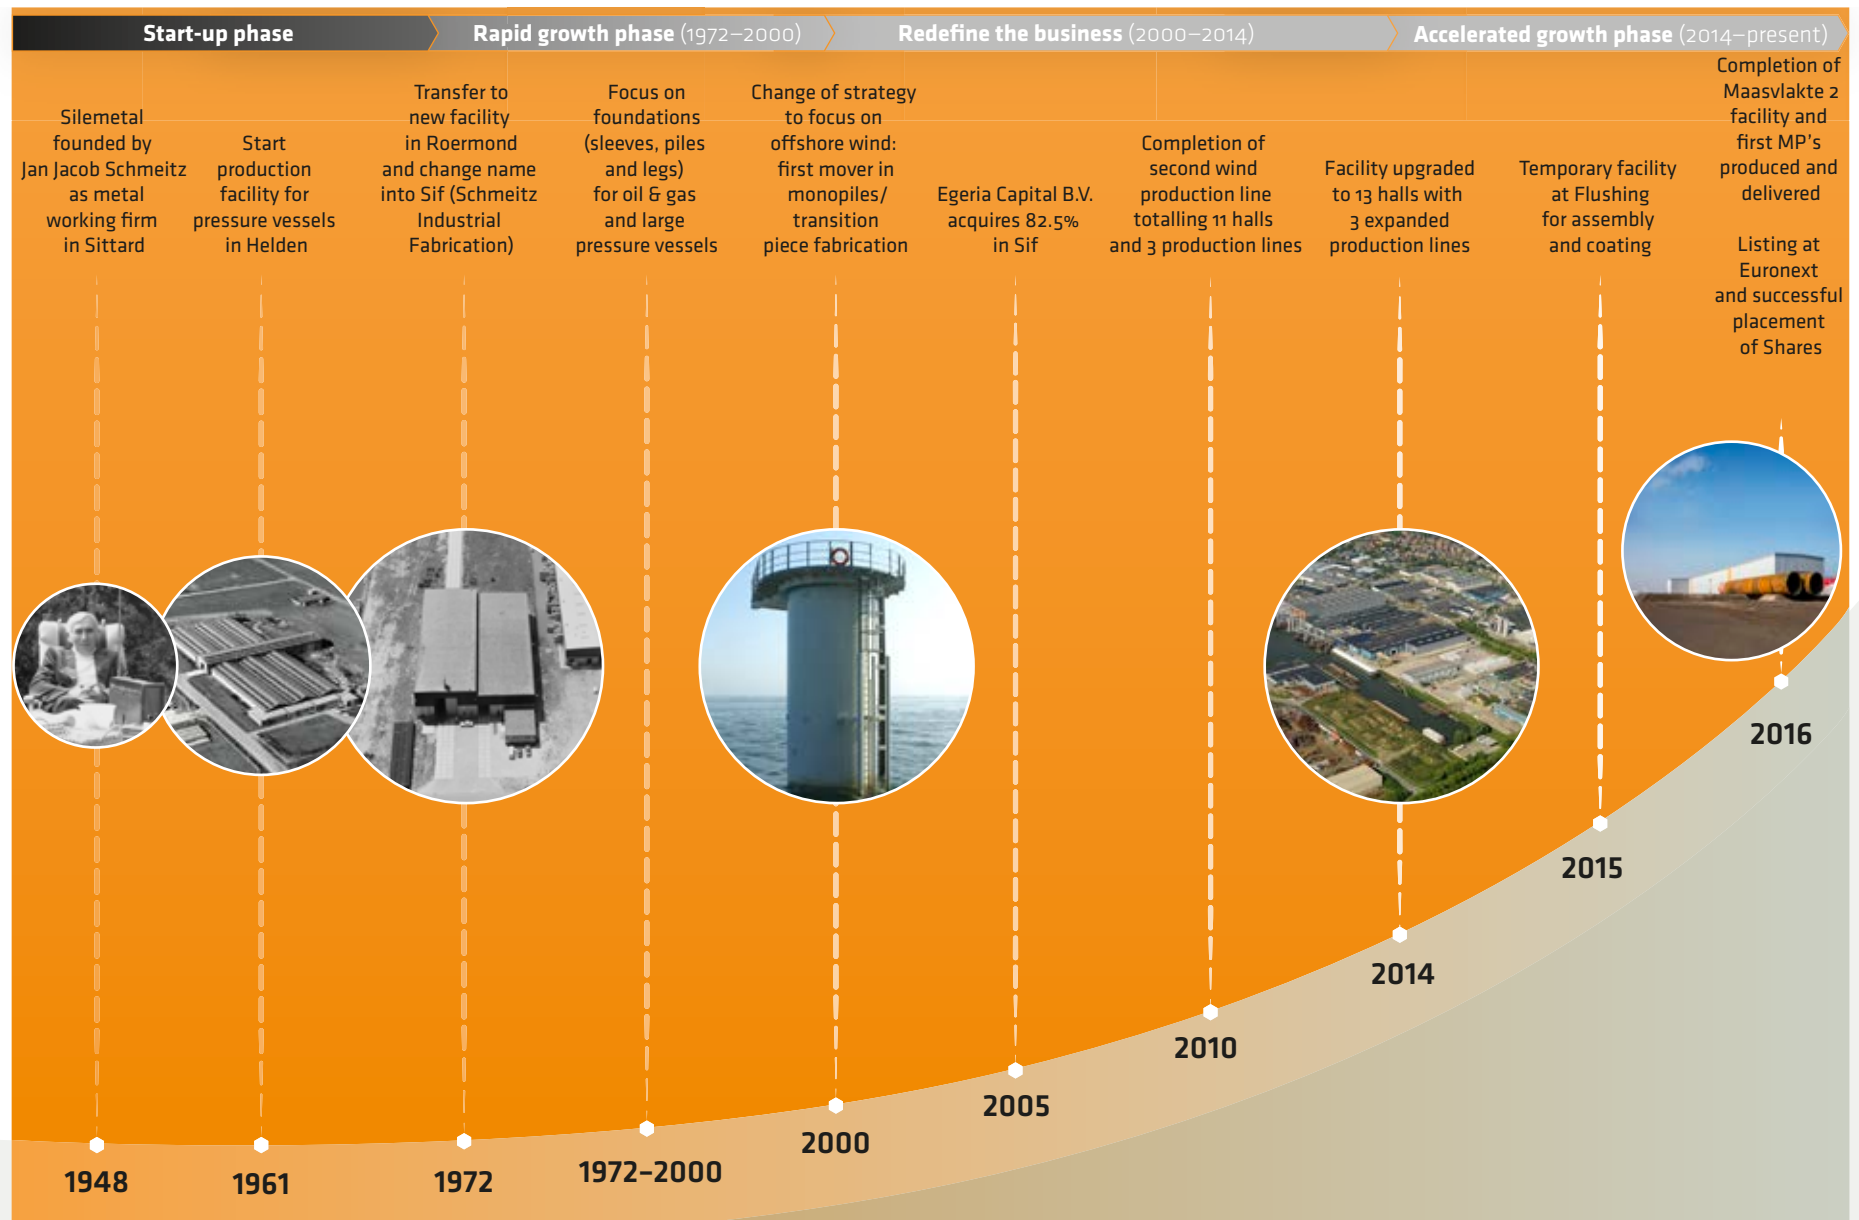 Start-up phase
Rapid growth phase (1972–2000)
Redefine the business (2000–2014)
Accelerated growth phase (2014–present)
Silemetal
founded by
Jan Jacob Schmeitz
as metal
working firm
in Sittard
Start
production
facility for
pressure vessels
in Helden
Transfer to
new facility
in Roermond
and change name
into Sif (Schmeitz
Industrial
Fabrication)
Focus on
foundations
(sleeves, piles
and legs)
for oil & gas
and large
pressure vessels
Change of strategy
to focus on
offshore wind:
first mover in
monopiles/
transition
piece fabrication
Egeria Capital B.V.
acquires 82.5%
in Sif
Completion of
second wind
production line
totalling 11 halls
and 3 production lines
Facility upgraded
to 13 halls with
3 expanded
production lines
Temporary facility
at Flushing
for assembly
and coating
Completion of
Maasvlakte 2
facility and
first MP's
produced and
delivered
Listing at
Euronext
and successful
placement
of Shares
1948
1961
1972
1972–2000
2000
2005
2010
2014
2015
2016